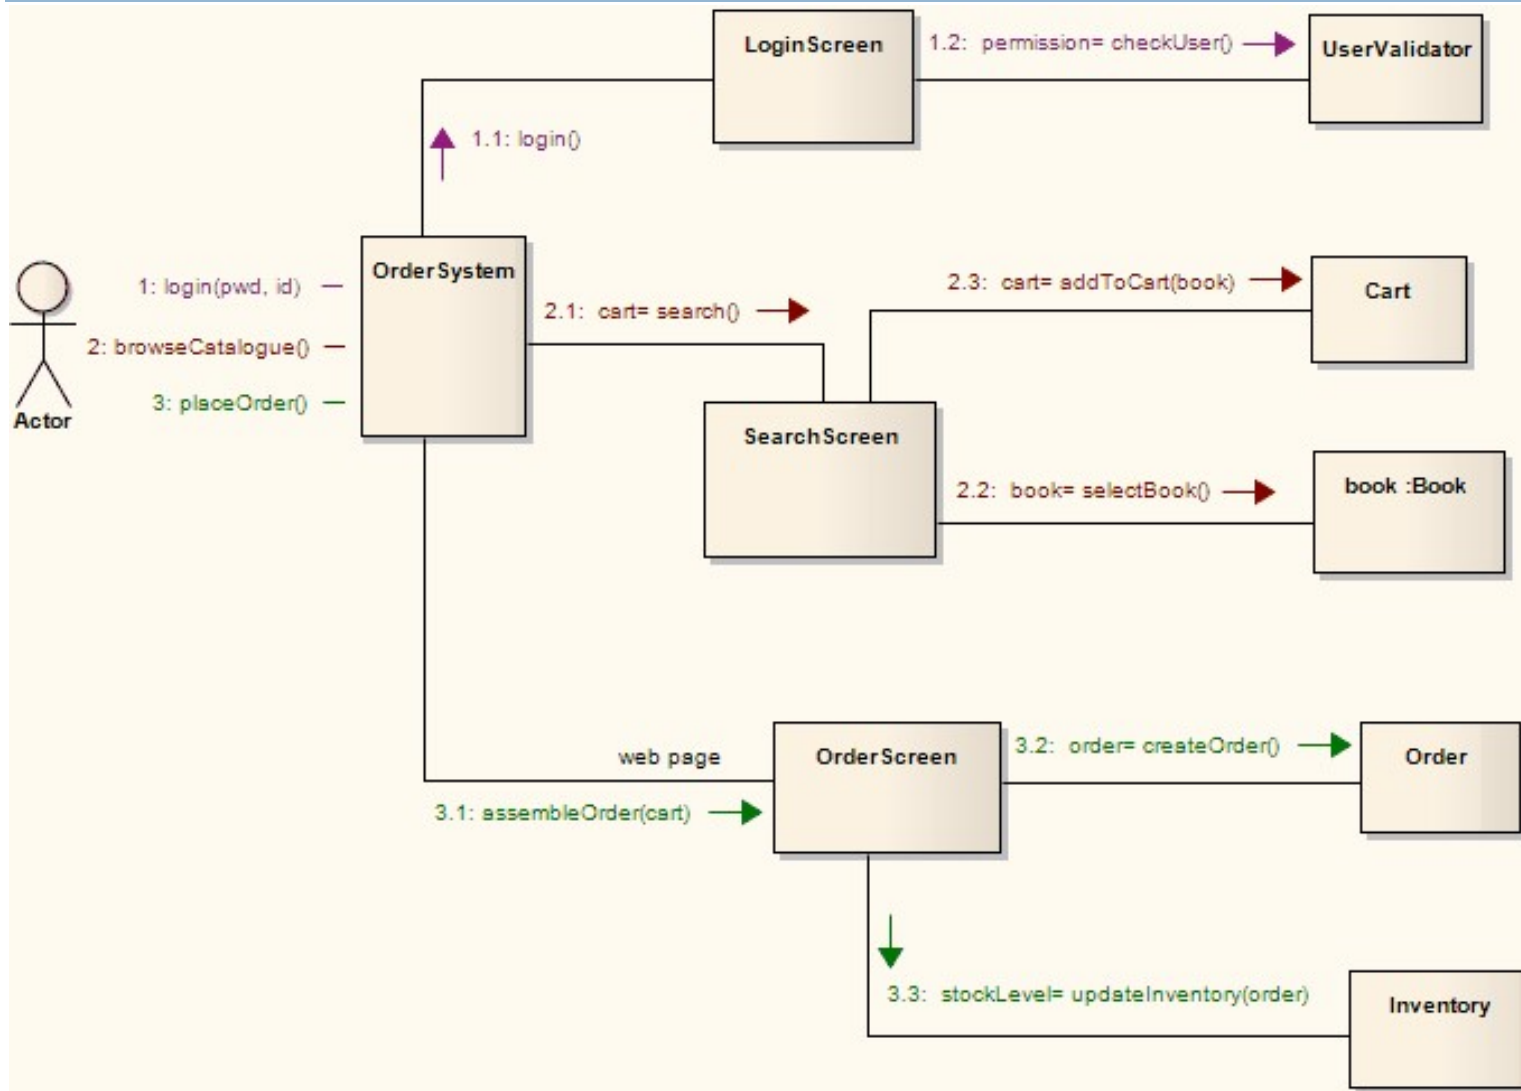 LoginScreen
1.2:  permission= checkUser()
UserValidator
1.1: login()
OrderSystem
1: login(pwd, id)
2: browseCatalogue()
3: placeOrder()
Actor
2.1:  cart= search()
2.3:  cart= addToCart(book)
Cart
SearchScreen
2.2:  book= selectBook()
book :Book
web page
3.1: assembleOrder(cart)
OrderScreen
3.2:  order= createOrder()
Order
3.3:  stockLevel= updateInventory(order)
Inventory